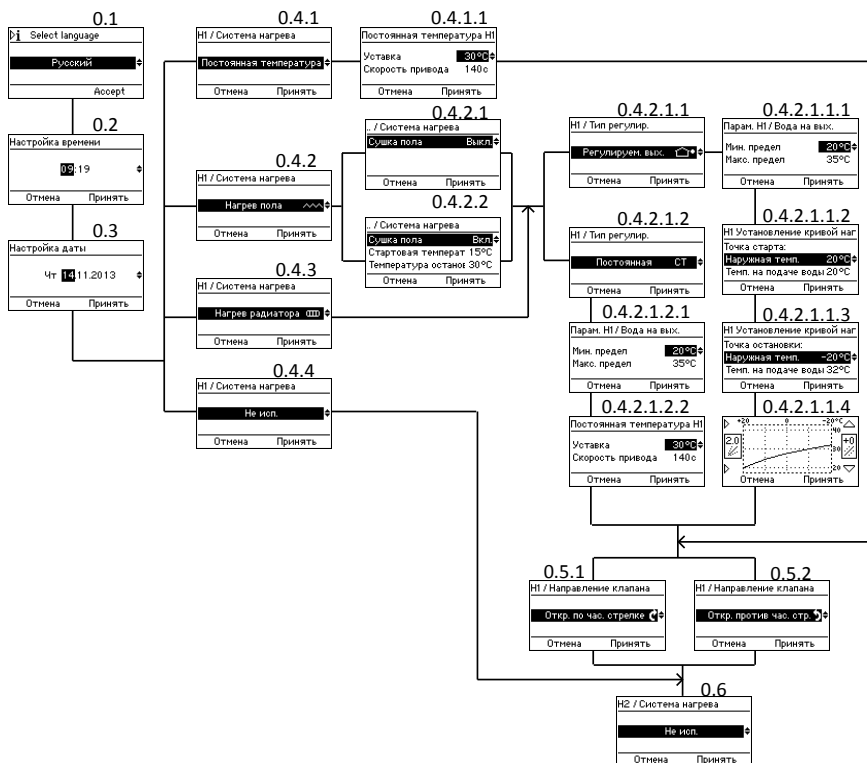 0.1
Select language
Русский
Accept
0.2
Настройка времени
09:19
Отмена Принять
0.3
Настройка даты
Чт 14.11.2013
Отмена Принять
0.4.1
H1 / Система нагрева
Постоянная температура
Отмена Принять
0.4.1.1
Постоянная температура H1
Уставка 30°C
Скорость привода 140с
Отмена Принять
0.4.2
H1 / Система нагрева
Нагрев пола
Отмена Принять
0.4.2.1
.. / Система нагрева
Сушка пола Выкл.
Отмена Принять
0.4.2.2
.. / Система нагрева
Сушка пола Вкл.
Стартовая температ 15°C
Температура останов 30°C
Отмена Принять
0.4.3
H1 / Система нагрева
Нагрев радиатора
Отмена Принять
0.4.4
H1 / Система нагрева
Не исп.
Отмена Принять
0.4.2.1.1
H1 / Тип регулир.
Регулируем. вых.
Отмена Принять
0.4.2.1.2
H1 / Тип регулир.
Постоянная CT
Отмена Принять
0.4.2.1.2.1
Парам. H1 / Вода на вых.
Мин. предел 20°C
Макс. предел 35°C
Отмена Принять
0.4.2.1.2.2
Постоянная температура H1
Уставка 30°C
Скорость привода 140с
Отмена Принять
0.4.2.1.1.1
Парам. H1 / Вода на вых.
Мин. предел 20°C
Макс. предел 35°C
Отмена Принять
0.4.2.1.1.2
H1 Установление кривой наг
Точка старта:
Наружная темп. 20°C
Темп. на подаче воды 20°C
Отмена Принять
0.4.2.1.1.3
H1 Установление кривой наг
Точка остановки:
Наружная темп. -20°C
Темп. на подаче воды 32°C
Отмена Принять
0.4.2.1.1.4
+20 0 -20°C
40
2.0 +0
30
20
Отмена Принять
0.5.1
H1 / Направление клапана
Откр. по час. стрелке
Отмена Принять
0.5.2
H1 / Направление клапана
Откр. против час. стр.
Отмена Принять
0.6
H2 / Система нагрева
Не исп.
Отмена Принять